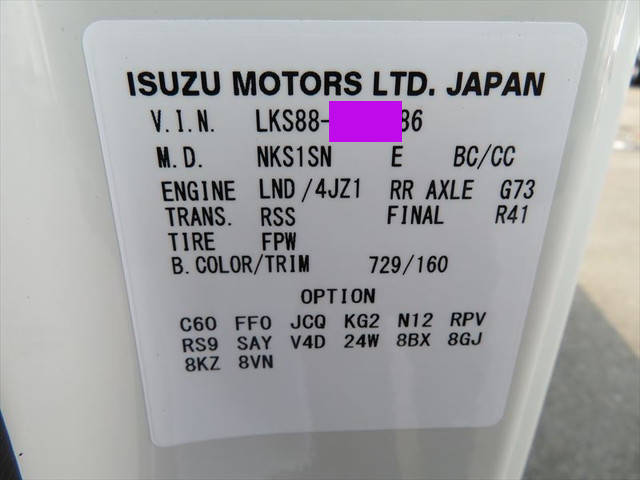 ISUZU MOTORS LTD. JAPAN
V.I.N. LKS88- 86
M.D. NKS1SN E BC/CC
ENGINE LND/4JZ1 RR AXLE G73
TRANS. RSS FINAL R41
TIRE FPW
B.COLOR/TRIM 729/160
OPTION
C60 FF0 JCQ KG2 N12 RPV
RS9 SAY V4D 24W 8BX 8GJ
8KZ 8VN